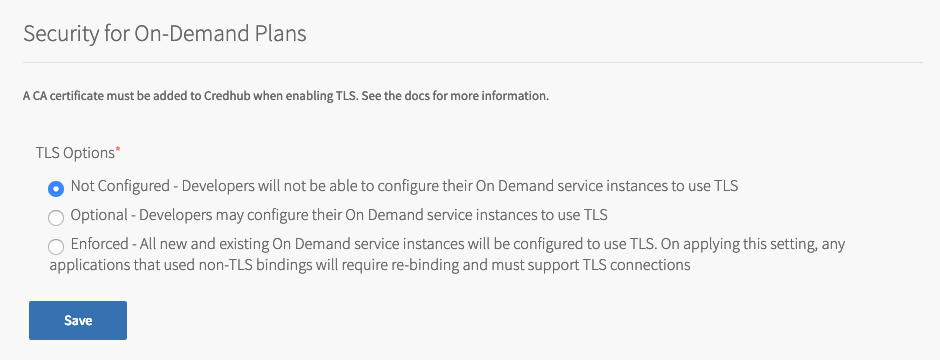 Security for On-Demand Plans
A CA certificate must be added to Credhub when enabling TLS. See the docs for more information.
TLS Options*
Not Configured - Developers will not be able to configure their On Demand service instances to use TLS
Optional - Developers may configure their On Demand service instances to use TLS
Enforced - All new and existing On Demand service instances will be configured to use TLS. On applying this setting, any
applications that used non-TLS bindings will require re-binding and must support TLS connections
Save